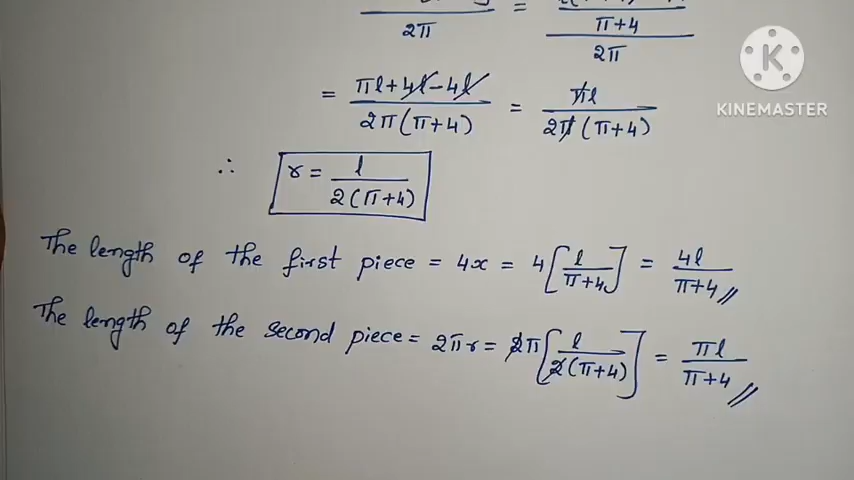 2π = π+4
2π
K
KINEMASTER
= πl+4l-4l / 2π(π+4) = πl / 2π(π+4)
∴ r = l / 2(π+4)
The length of the first piece = 4x = 4[l / π+4] = 4l / π+4 //
The length of the second piece = 2πr = 2π[l / 2(π+4)] = πl / π+4 //